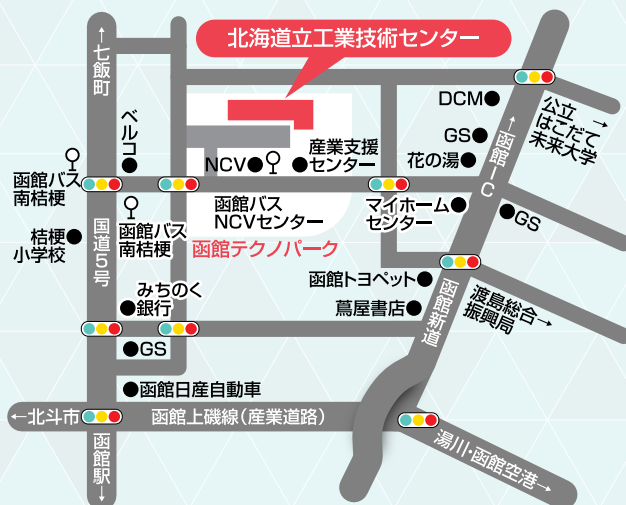 北海道立工業技術センター
↑
七飯町
DCM
公立
はこだて
未来大学
→
ベルコ
GS
↑
函館IC
産業支援
センター
NCV
花の湯
函館バス
南桔梗
函館バス
NCVセンター
マイホーム
センター
GS
国道5号
函館バス
南桔梗
桔梗
小学校
函館テクノパーク
みちのく
銀行
函館トヨペット
渡島総合
振興局→
蔦屋書店
函館新道
GS
函館日産自動車
←北斗市
函館上磯線(産業道路)
函館駅
↓
湯川・函館空港→